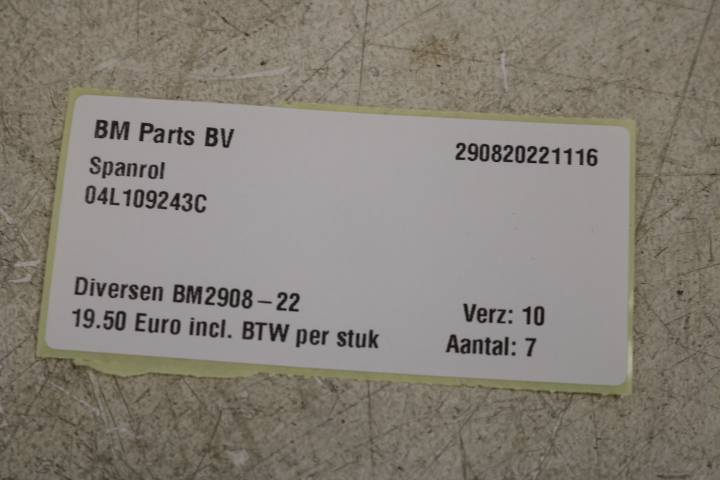 BM Parts BV
290820221116
Spanrol
04L109243C
Diversen BM2908-22
Verz: 10
19.50 Euro incl. BTW per stuk
Aantal: 7